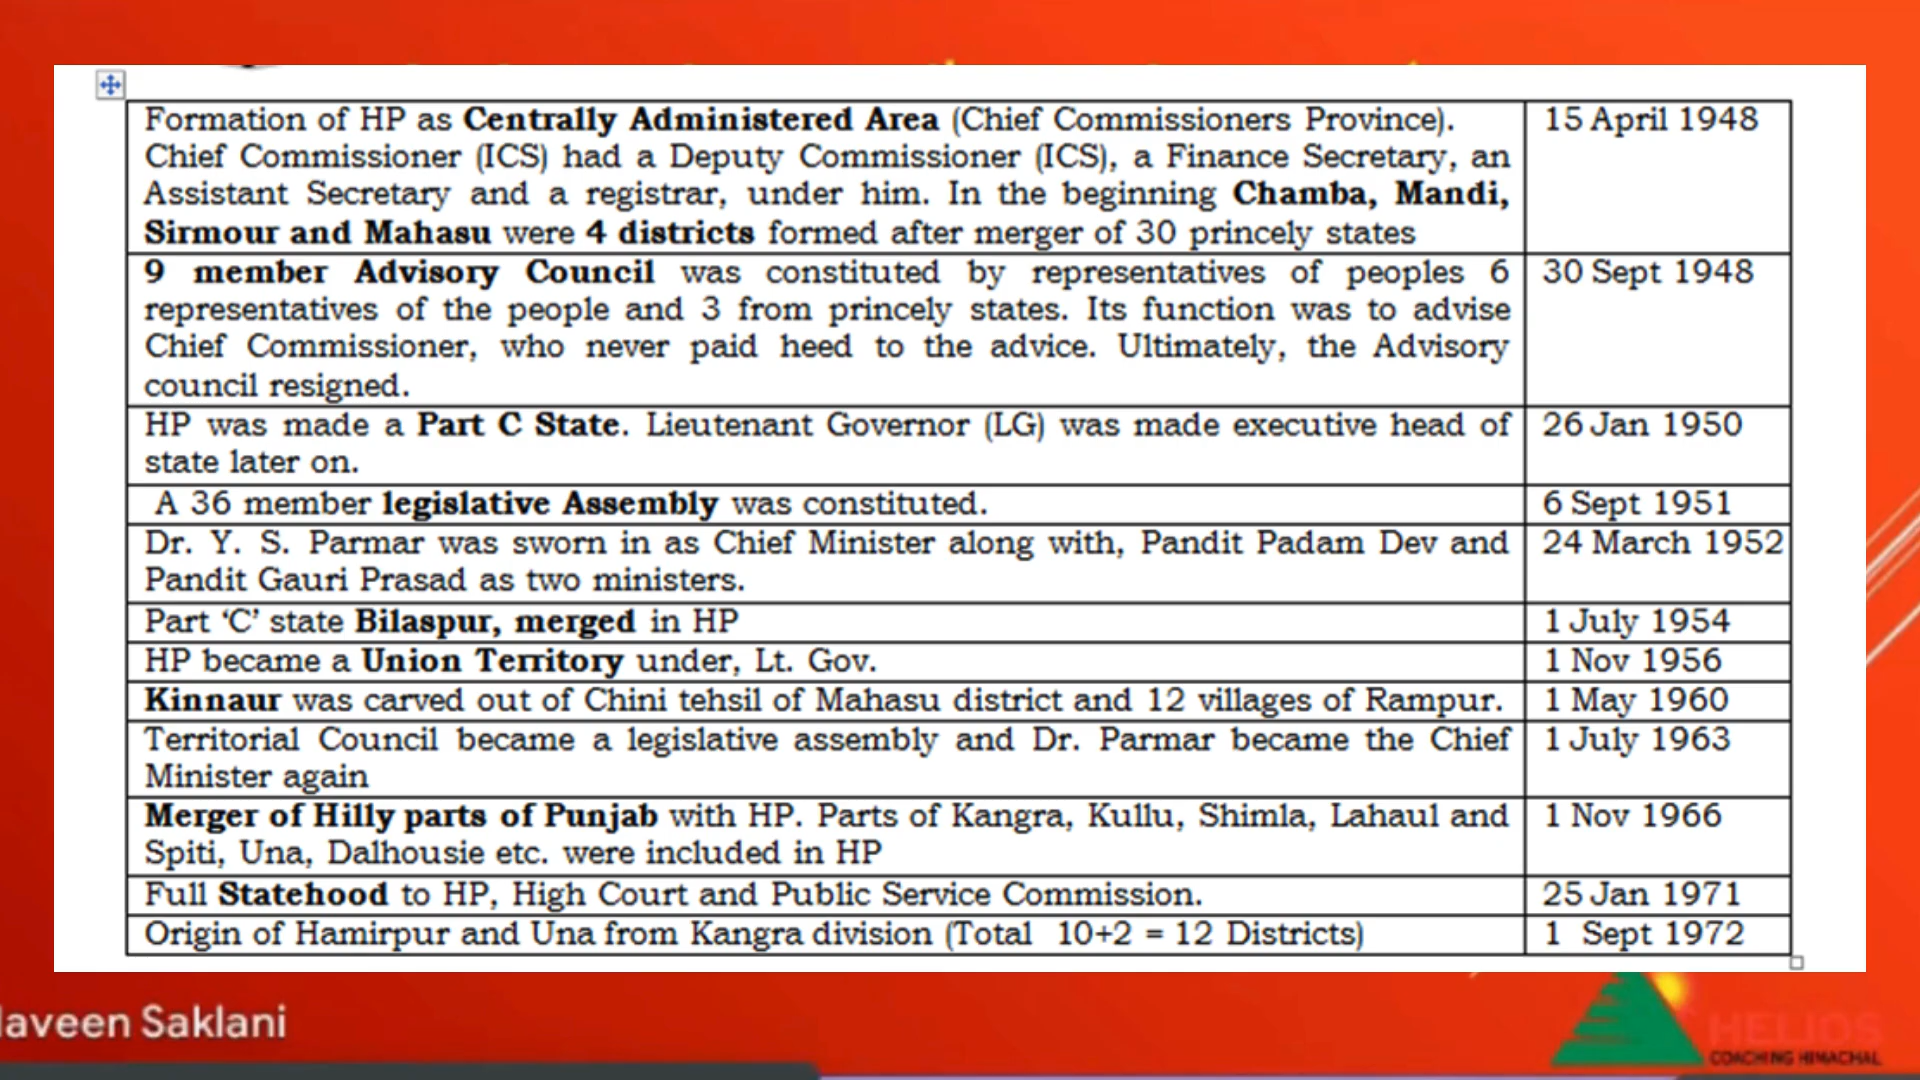 Formation of HP as Centrally Administered Area (Chief Commissioners Province). 15 April 1948
Chief Commissioner (ICS) had a Deputy Commissioner (ICS), a Finance Secretary, an
Assistant Secretary and a registrar, under him. In the beginning Chamba, Mandi,
Sirmour and Mahasu were 4 districts formed after merger of 30 princely states
9 member Advisory Council was constituted by representatives of peoples 6 30 Sept 1948
representatives of the people and 3 from princely states. Its function was to advise
Chief Commissioner, who never paid heed to the advice. Ultimately, the Advisory
council resigned.
HP was made a Part C State. Lieutenant Governor (LG) was made executive head of 26 Jan 1950
state later on.
A 36 member legislative Assembly was constituted. 6 Sept 1951
Dr. Y. S. Parmar was sworn in as Chief Minister along with, Pandit Padam Dev and 24 March 1952
Pandit Gauri Prasad as two ministers.
Part ‘C’ state Bilaspur, merged in HP 1 July 1954
HP became a Union Territory under, Lt. Gov. 1 Nov 1956
Kinnaur was carved out of Chini tehsil of Mahasu district and 12 villages of Rampur. 1 May 1960
Territorial Council became a legislative assembly and Dr. Parmar became the Chief 1 July 1963
Minister again
Merger of Hilly parts of Punjab with HP. Parts of Kangra, Kullu, Shimla, Lahaul and 1 Nov 1966
Spiti, Una, Dalhousie etc. were included in HP
Full Statehood to HP, High Court and Public Service Commission. 25 Jan 1971
Origin of Hamirpur and Una from Kangra division (Total 10+2 = 12 Districts) 1 Sept 1972
Saklani
HELIOS
COACHING HIMACHAL